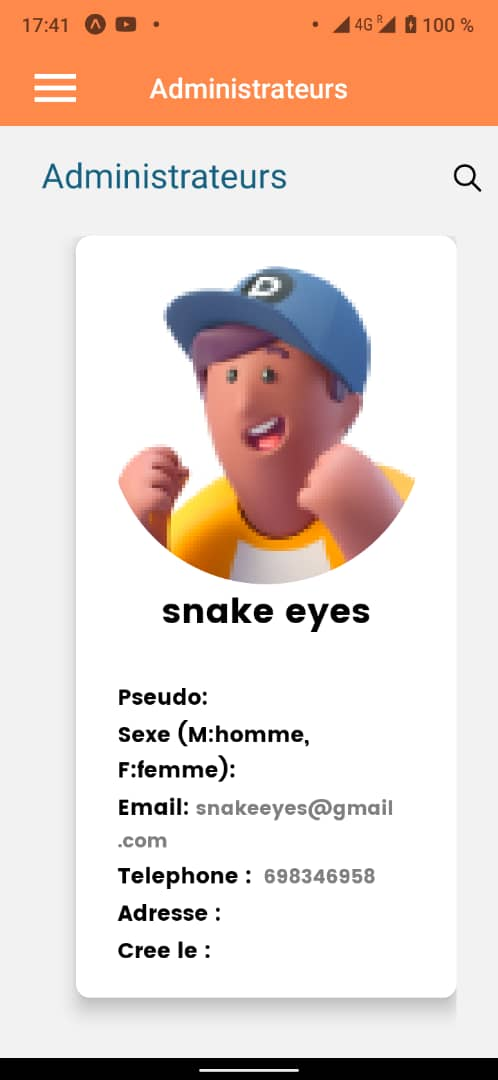 17:41 4G R 100 %
Administrateurs
Administrateurs
snake eyes
Pseudo:
Sexe (M:homme,
F:femme):
Email: snakeeyes@gmail
.com
Telephone : 698346958
Adresse :
Cree le :